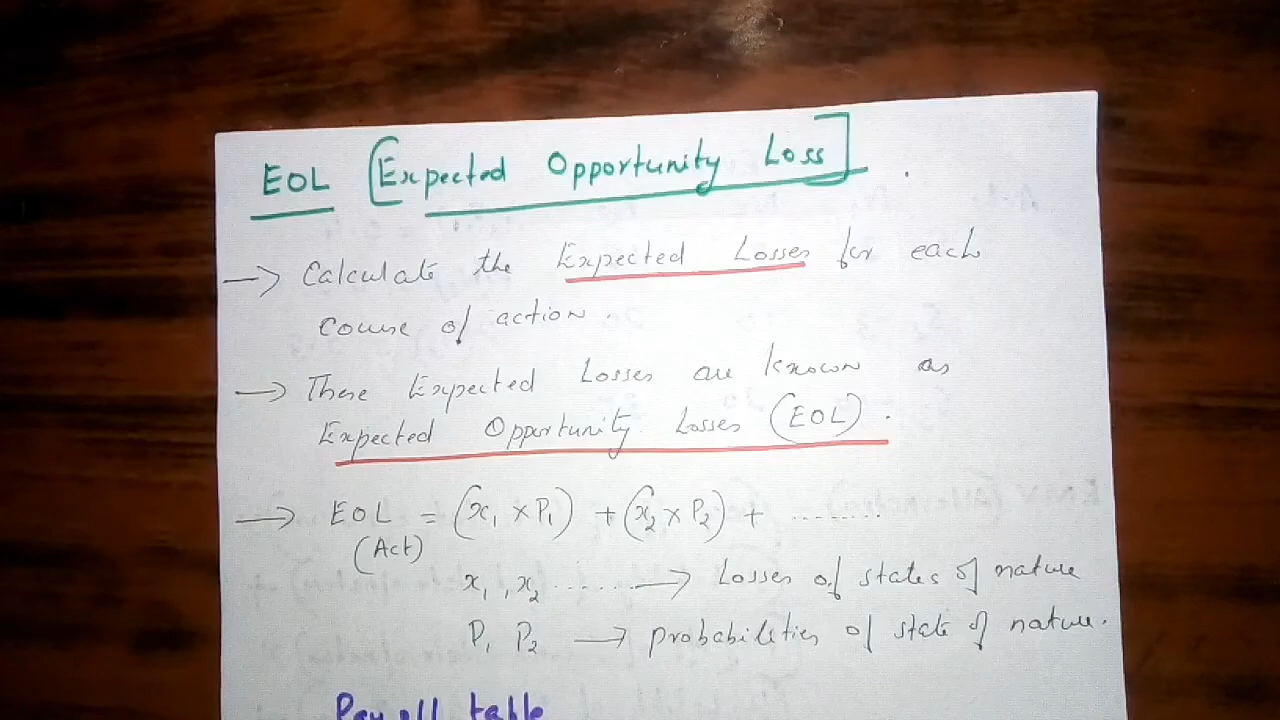 EOL [Expected Opportunity Loss]
→ Calculate the Expected Losses for each
course of action.
→ These Expected Losses are known as
Expected Opportunity Losses (EOL).
→ EOL = (x₁ × P₁) + (x₂ × P₂) + ........
(Act)
x₁, x₂ ......→ Losses of states of nature
P₁ P₂ → probabilities of state of nature.
Pay off table